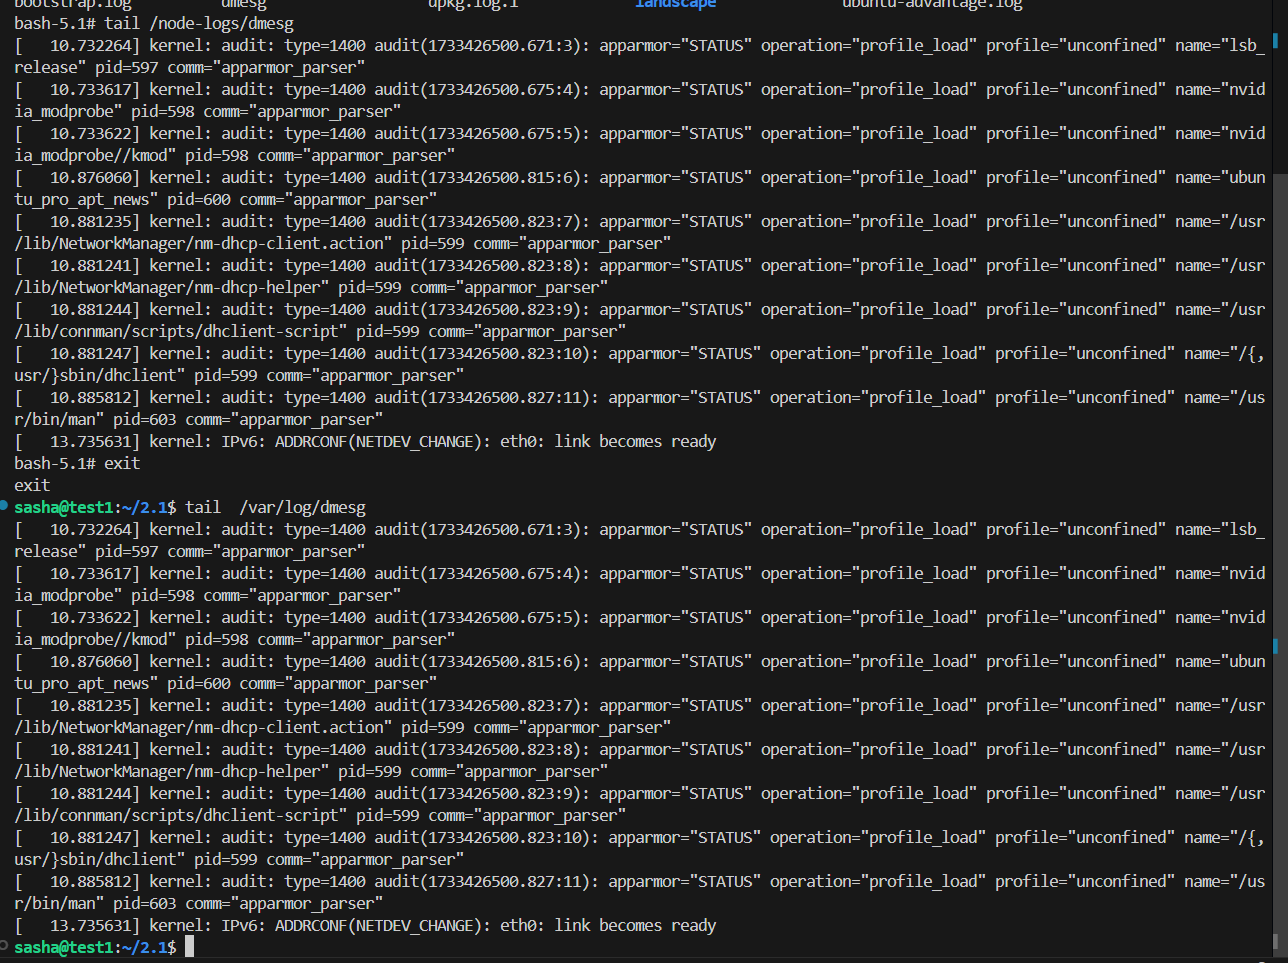 bootstrap.log          dmesg                  dpkg.log.1             landscape              ubuntu-advantage.log
bash-5.1# tail /node-logs/dmesg
[   10.732264] kernel: audit: type=1400 audit(1733426500.671:3): apparmor="STATUS" operation="profile_load" profile="unconfined" name="lsb_
release" pid=597 comm="apparmor_parser"
[   10.733617] kernel: audit: type=1400 audit(1733426500.675:4): apparmor="STATUS" operation="profile_load" profile="unconfined" name="nvid
ia_modprobe" pid=598 comm="apparmor_parser"
[   10.733622] kernel: audit: type=1400 audit(1733426500.675:5): apparmor="STATUS" operation="profile_load" profile="unconfined" name="nvid
ia_modprobe//kmod" pid=598 comm="apparmor_parser"
[   10.876060] kernel: audit: type=1400 audit(1733426500.815:6): apparmor="STATUS" operation="profile_load" profile="unconfined" name="ubun
tu_pro_apt_news" pid=600 comm="apparmor_parser"
[   10.881235] kernel: audit: type=1400 audit(1733426500.823:7): apparmor="STATUS" operation="profile_load" profile="unconfined" name="/usr
/lib/NetworkManager/nm-dhcp-client.action" pid=599 comm="apparmor_parser"
[   10.881241] kernel: audit: type=1400 audit(1733426500.823:8): apparmor="STATUS" operation="profile_load" profile="unconfined" name="/usr
/lib/NetworkManager/nm-dhcp-helper" pid=599 comm="apparmor_parser"
[   10.881244] kernel: audit: type=1400 audit(1733426500.823:9): apparmor="STATUS" operation="profile_load" profile="unconfined" name="/usr
/lib/connman/scripts/dhclient-script" pid=599 comm="apparmor_parser"
[   10.881247] kernel: audit: type=1400 audit(1733426500.823:10): apparmor="STATUS" operation="profile_load" profile="unconfined" name="/{,
usr/}sbin/dhclient" pid=599 comm="apparmor_parser"
[   10.885812] kernel: audit: type=1400 audit(1733426500.827:11): apparmor="STATUS" operation="profile_load" profile="unconfined" name="/us
r/bin/man" pid=603 comm="apparmor_parser"
[   13.735631] kernel: IPv6: ADDRCONF(NETDEV_CHANGE): eth0: link becomes ready
bash-5.1# exit
exit
sasha@test1:~/2.1$ tail  /var/log/dmesg
[   10.732264] kernel: audit: type=1400 audit(1733426500.671:3): apparmor="STATUS" operation="profile_load" profile="unconfined" name="lsb_
release" pid=597 comm="apparmor_parser"
[   10.733617] kernel: audit: type=1400 audit(1733426500.675:4): apparmor="STATUS" operation="profile_load" profile="unconfined" name="nvid
ia_modprobe" pid=598 comm="apparmor_parser"
[   10.733622] kernel: audit: type=1400 audit(1733426500.675:5): apparmor="STATUS" operation="profile_load" profile="unconfined" name="nvid
ia_modprobe//kmod" pid=598 comm="apparmor_parser"
[   10.876060] kernel: audit: type=1400 audit(1733426500.815:6): apparmor="STATUS" operation="profile_load" profile="unconfined" name="ubun
tu_pro_apt_news" pid=600 comm="apparmor_parser"
[   10.881235] kernel: audit: type=1400 audit(1733426500.823:7): apparmor="STATUS" operation="profile_load" profile="unconfined" name="/usr
/lib/NetworkManager/nm-dhcp-client.action" pid=599 comm="apparmor_parser"
[   10.881241] kernel: audit: type=1400 audit(1733426500.823:8): apparmor="STATUS" operation="profile_load" profile="unconfined" name="/usr
/lib/NetworkManager/nm-dhcp-helper" pid=599 comm="apparmor_parser"
[   10.881244] kernel: audit: type=1400 audit(1733426500.823:9): apparmor="STATUS" operation="profile_load" profile="unconfined" name="/usr
/lib/connman/scripts/dhclient-script" pid=599 comm="apparmor_parser"
[   10.881247] kernel: audit: type=1400 audit(1733426500.823:10): apparmor="STATUS" operation="profile_load" profile="unconfined" name="/{,
usr/}sbin/dhclient" pid=599 comm="apparmor_parser"
[   10.885812] kernel: audit: type=1400 audit(1733426500.827:11): apparmor="STATUS" operation="profile_load" profile="unconfined" name="/us
r/bin/man" pid=603 comm="apparmor_parser"
[   13.735631] kernel: IPv6: ADDRCONF(NETDEV_CHANGE): eth0: link becomes ready
sasha@test1:~/2.1$